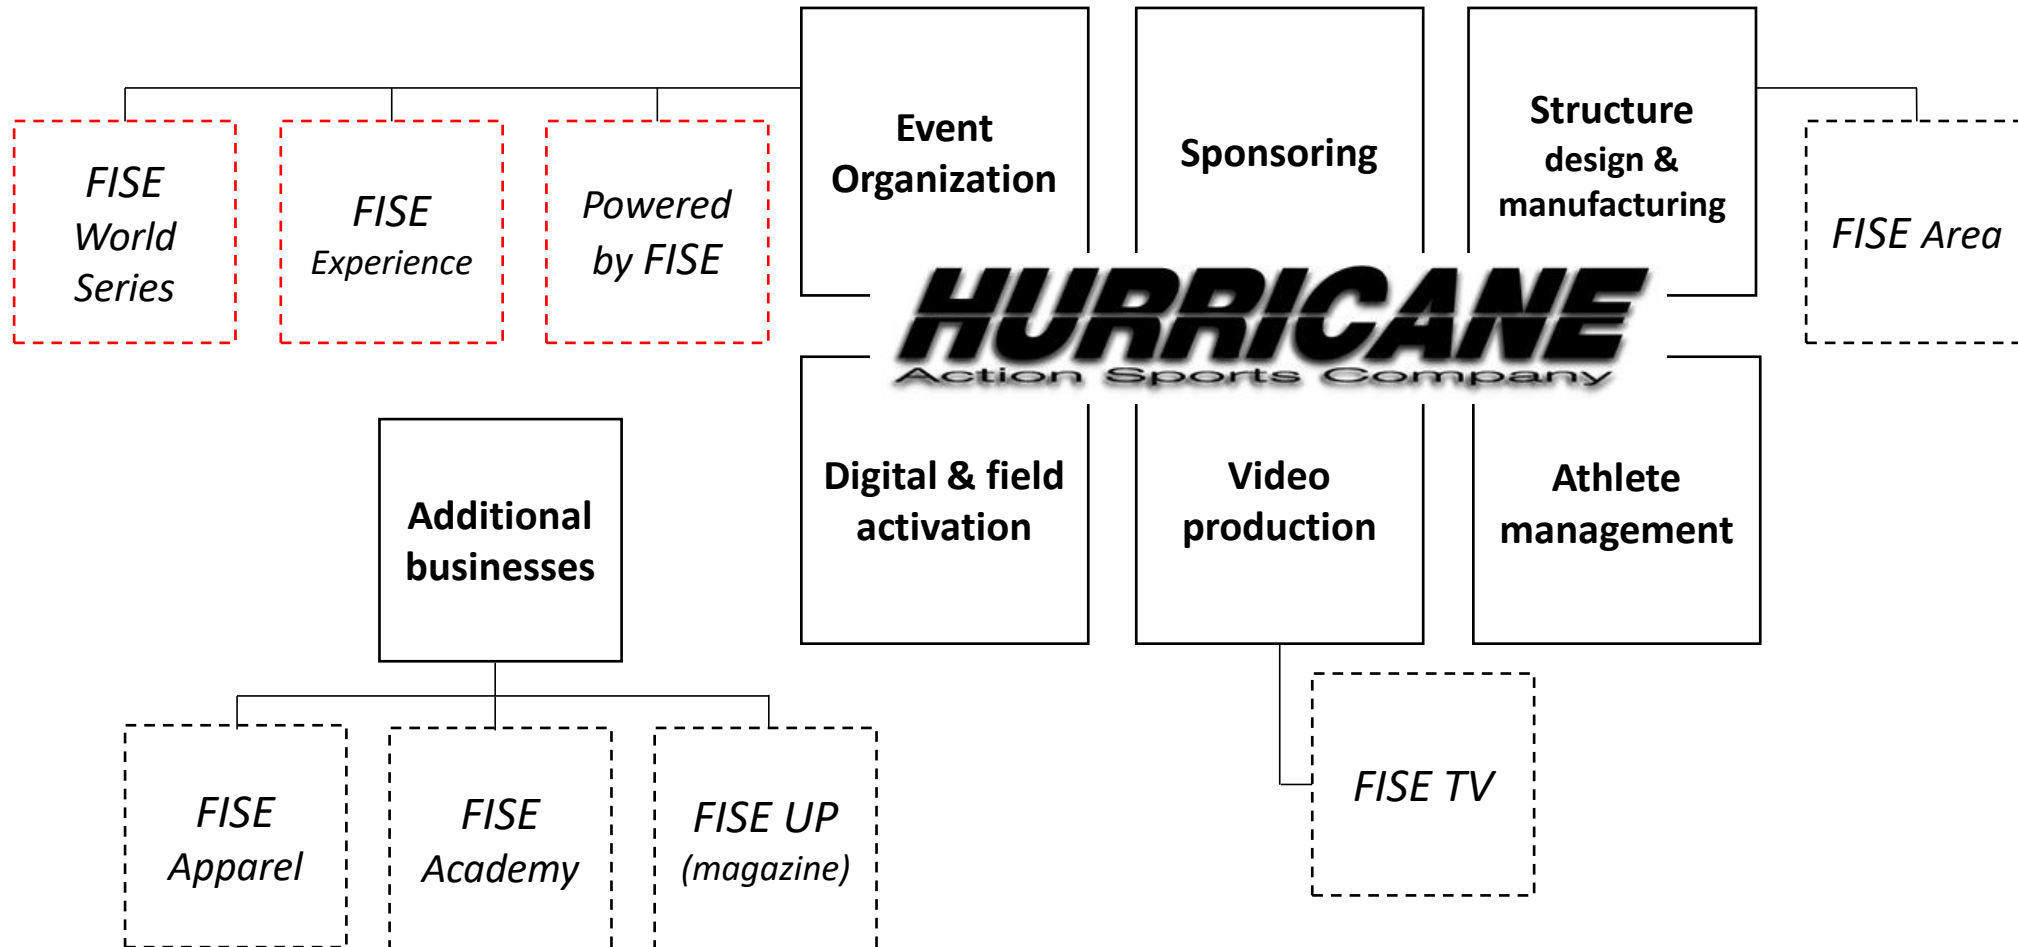 Event
Organization
Sponsoring
Structure
design &
manufacturing
FISE
World
Series
FISE
Experience
Powered
by FISE
FISE Area
HURRICANE
Action Sports Company
Digital & field
activation
Video
production
Athlete
management
Additional
businesses
FISE
Apparel
FISE
Academy
FISE UP
(magazine)
FISE TV